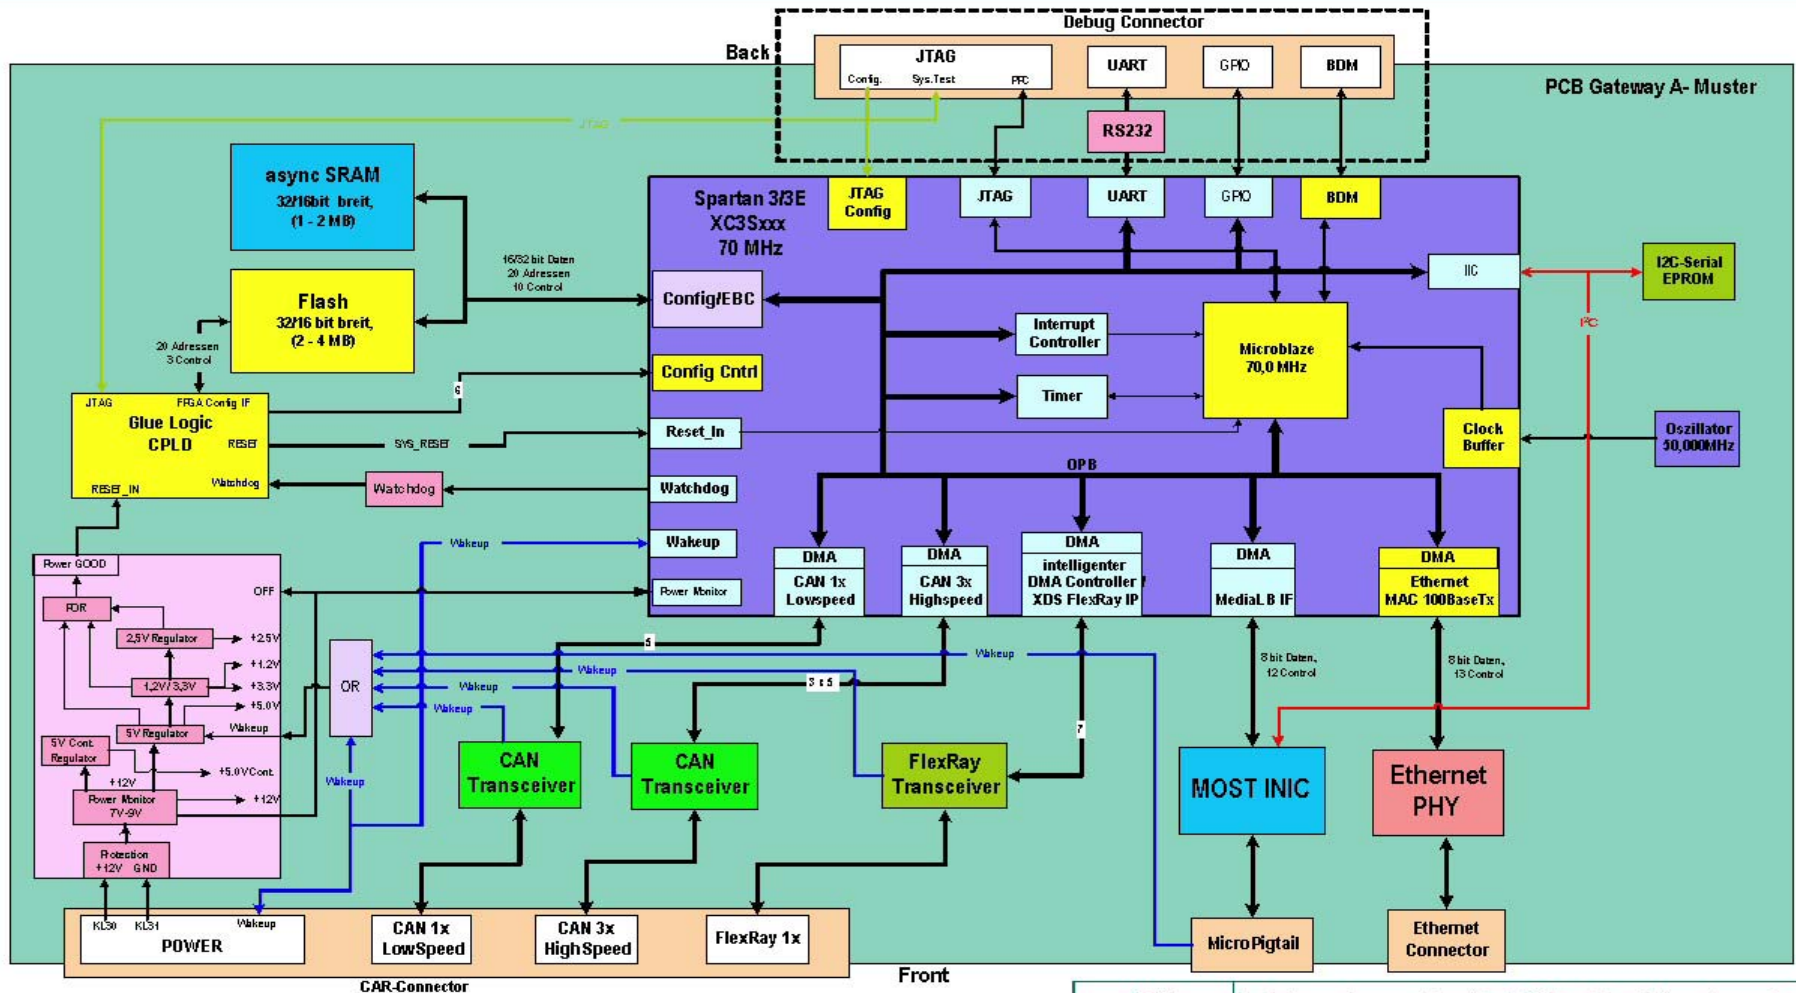 Debug Connector
Back
JTAG
Config.
Sys.Test
PPC
UART
GPIO
BDM
PCB Gateway A- Muster
JTAG
RS232
async SRAM
32/16bit breit,
(1 - 2 MB)
Spartan 3/3E
XC3Sxxx
70 MHz
JTAG
Config
JTAG
UART
GPIO
BDM
16/32 bit Daten
20 Adressen
10 Control
IIC
I2C-Serial
EPROM
Flash
32/16 bit breit,
(2 - 4 MB)
Config/EBC
I²C
20 Adressen
3 Control
Interrupt
Controller
Microblaze
70,0 MHz
Config Cntrl
6
Timer
JTAG
FPGA Config IF
Glue Logic
CPLD
RESET
SYS_RESET
Reset_In
Clock
Buffer
Oszillator
50,000MHz
OPB
RESET_IN
Watchdog
Watchdog
Watchdog
Wakeup
Wakeup
DMA
CAN 1x
Lowspeed
DMA
CAN 3x
Highspeed
DMA
intelligenter
DMA Controller /
XDS FlexRay IP
DMA
MediaLB IF
DMA
Ethernet
MAC 100BaseTx
Power GOOD
OFF
Power Monitor
POR
2,5V Regulator
+2.5V
5
Wakeup
8 bit Daten,
12 Control
8 bit Daten,
13 Control
+1.2V
1,2V/ 3,3V
+3.3V
OR
Wakeup
Wakeup
3 x 5
+5.0V
Wakeup
5V Regulator
Wakeup
7
5V Cont.
Regulator
+5.0VCont.
+12V
Wakeup
CAN
Transceiver
CAN
Transceiver
FlexRay
Transceiver
MOST INIC
Ethernet
PHY
Power Monitor
7V-9V
+12V
Protection
+12V GND
KL30
KL31
Wakeup
POWER
CAN 1x
LowSpeed
CAN 3x
HighSpeed
FlexRay 1x
MicroPigtail
Ethernet
Connector
Front
CAR-Connector